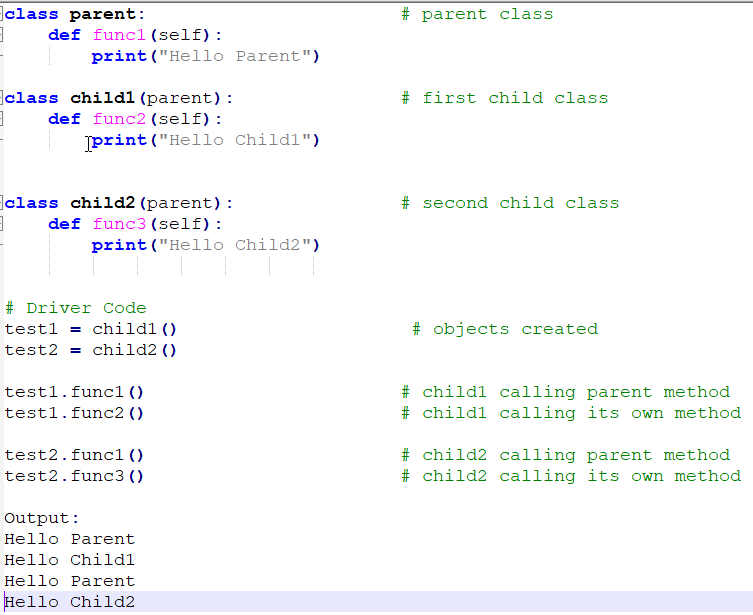 class parent:                       # parent class
    def func1(self):
        print("Hello Parent")
class child1(parent):               # first child class
    def func2(self):
        print("Hello Child1")
class child2(parent):               # second child class
    def func3(self):
        print("Hello Child2")
# Driver Code
test1 = child1()                     # objects created
test2 = child2()
test1.func1()                       # child1 calling parent method
test1.func2()                       # child1 calling its own method
test2.func1()                       # child2 calling parent method
test2.func3()                       # child2 calling its own method
Output:
Hello Parent
Hello Child1
Hello Parent
Hello Child2